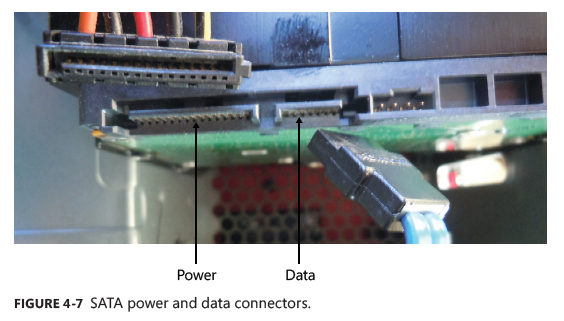 Power
Data
FIGURE 4-7 SATA power and data connectors.